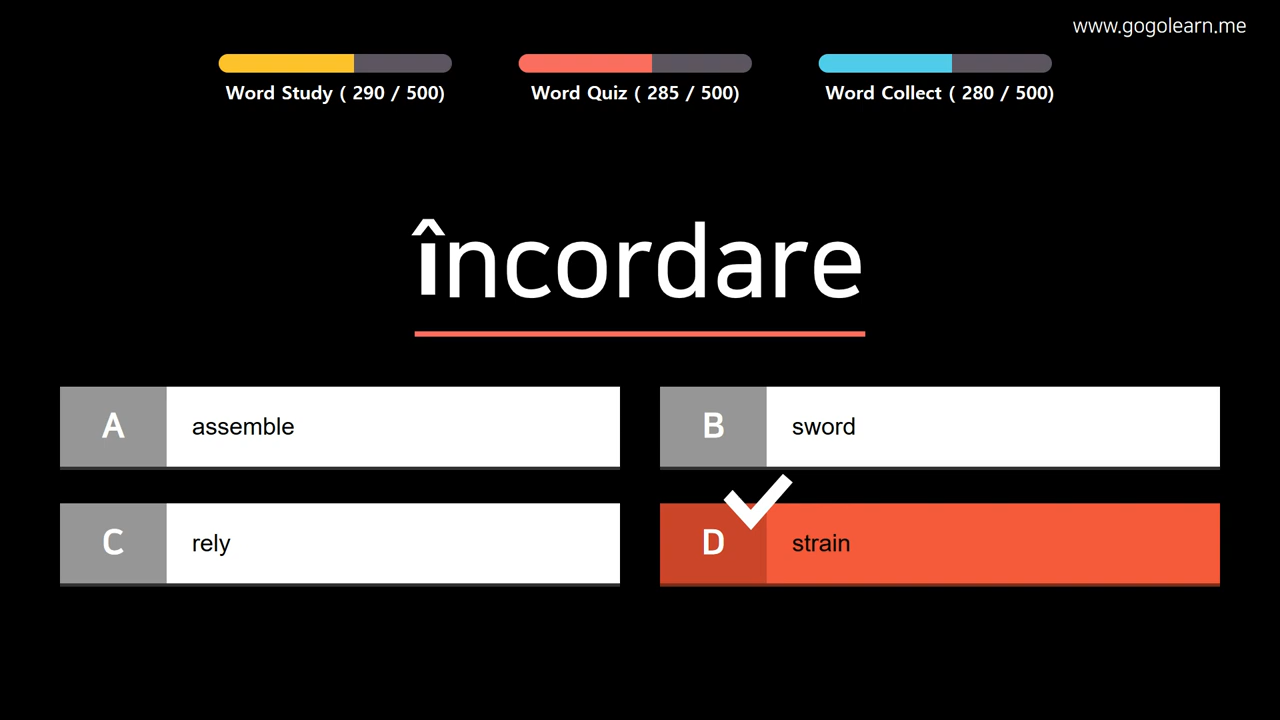 www.gogolearn.me
Word Study ( 290 / 500)
Word Quiz ( 285 / 500)
Word Collect ( 280 / 500)
încordare
A assemble
B sword
C rely
D strain